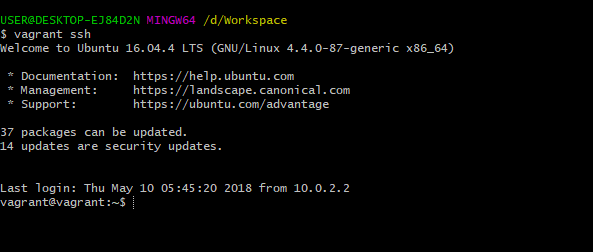 USER@DESKTOP-EJ84D2N MINGW64 /d/Workspace
$ vagrant ssh
Welcome to Ubuntu 16.04.4 LTS (GNU/Linux 4.4.0-87-generic x86_64)

 * Documentation:  https://help.ubuntu.com
 * Management:     https://landscape.canonical.com
 * Support:        https://ubuntu.com/advantage

37 packages can be updated.
14 updates are security updates.


Last login: Thu May 10 05:45:20 2018 from 10.0.2.2
vagrant@vagrant:~$